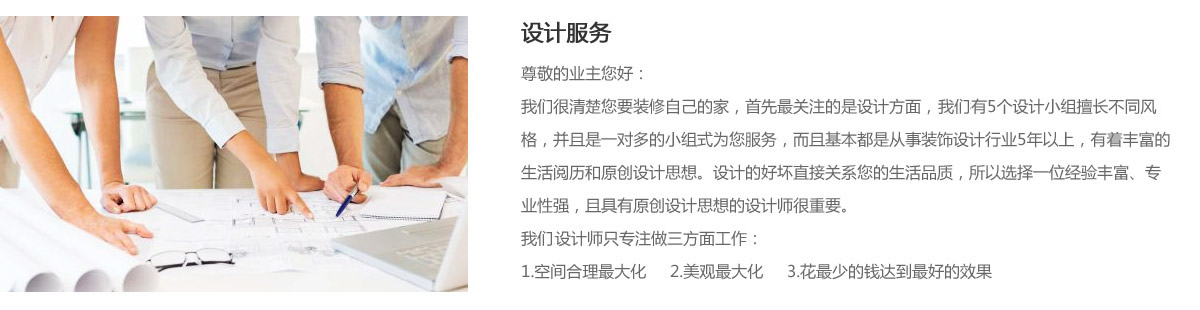 设计服务
尊敬的业主您好：
我们很清楚您要装修自己的家，首先最关注的是设计方面，我们有5个设计小组擅长不同风
格，并且是一对多的小组式为您服务，而且基本都是从事装饰设计行业5年以上，有着丰富的
生活阅历和原创设计思想。设计的好坏直接关系您的生活品质，所以选择一位经验丰富、专
业性强，且具有原创设计思想的设计师很重要。
我们设计师只专注做三方面工作：
1.空间合理最大化 2.美观最大化 3.花最少的钱达到最好的效果